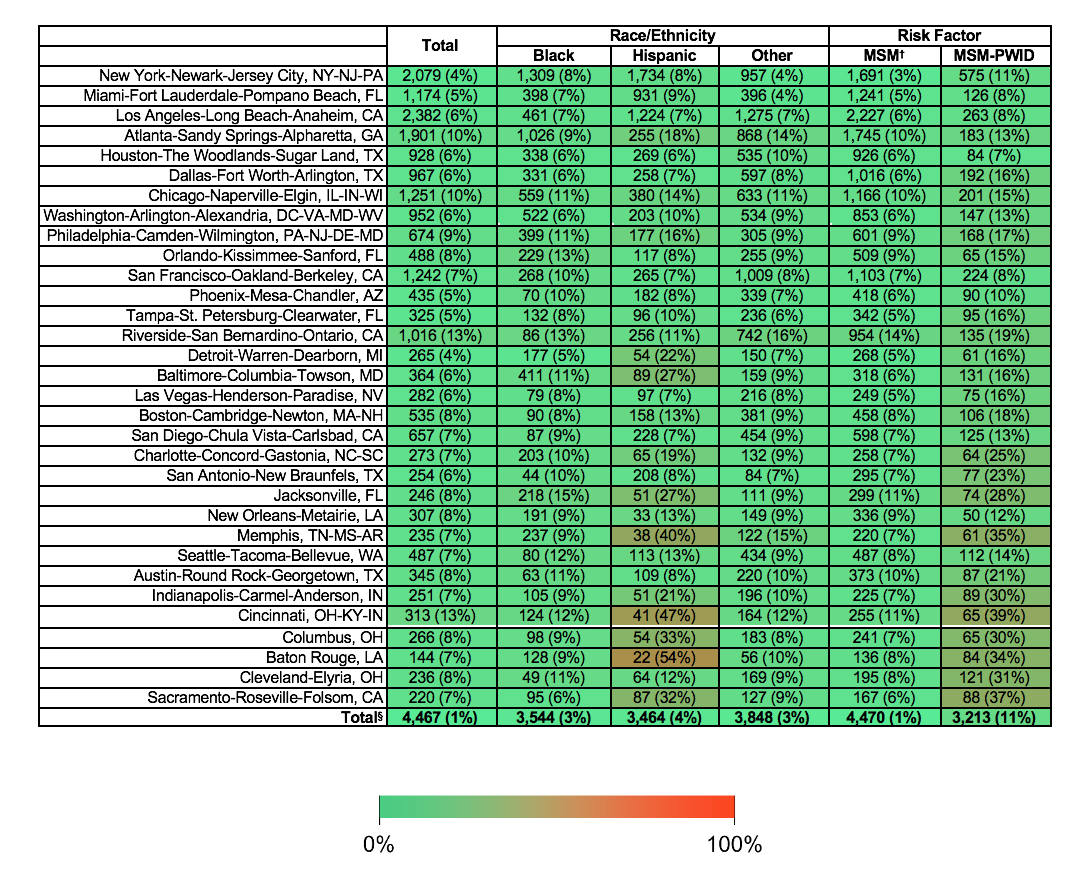 Race/Ethnicity Risk Factor
Total
Black Hispanic Other MSM† MSM-PWID
New York-Newark-Jersey City, NY-NJ-PA 2,079 (4%) 1,309 (8%) 1,734 (8%) 957 (4%) 1,691 (3%) 575 (11%)
Miami-Fort Lauderdale-Pompano Beach, FL 1,174 (5%) 398 (7%) 931 (9%) 396 (4%) 1,241 (5%) 126 (8%)
Los Angeles-Long Beach-Anaheim, CA 2,382 (6%) 461 (7%) 1,224 (7%) 1,275 (7%) 2,227 (6%) 263 (8%)
Atlanta-Sandy Springs-Alpharetta, GA 1,901 (10%) 1,026 (9%) 255 (18%) 868 (14%) 1,745 (10%) 183 (13%)
Houston-The Woodlands-Sugar Land, TX 928 (6%) 338 (6%) 269 (6%) 535 (10%) 926 (6%) 84 (7%)
Dallas-Fort Worth-Arlington, TX 967 (6%) 331 (6%) 258 (7%) 597 (8%) 1,016 (6%) 192 (16%)
Chicago-Naperville-Elgin, IL-IN-WI 1,251 (10%) 559 (11%) 380 (14%) 633 (11%) 1,166 (10%) 201 (15%)
Washington-Arlington-Alexandria, DC-VA-MD-WV 952 (6%) 522 (6%) 203 (10%) 534 (9%) 853 (6%) 147 (13%)
Philadelphia-Camden-Wilmington, PA-NJ-DE-MD 674 (9%) 399 (11%) 177 (16%) 305 (9%) 601 (9%) 168 (17%)
Orlando-Kissimmee-Sanford, FL 488 (8%) 229 (13%) 117 (8%) 255 (9%) 509 (9%) 65 (15%)
San Francisco-Oakland-Berkeley, CA 1,242 (7%) 268 (10%) 265 (7%) 1,009 (8%) 1,103 (7%) 224 (8%)
Phoenix-Mesa-Chandler, AZ 435 (5%) 70 (10%) 182 (8%) 339 (7%) 418 (6%) 90 (10%)
Tampa-St. Petersburg-Clearwater, FL 325 (5%) 132 (8%) 96 (10%) 236 (6%) 342 (5%) 95 (16%)
Riverside-San Bernardino-Ontario, CA 1,016 (13%) 86 (13%) 256 (11%) 742 (16%) 954 (14%) 135 (19%)
Detroit-Warren-Dearborn, MI 265 (4%) 177 (5%) 54 (22%) 150 (7%) 268 (5%) 61 (16%)
Baltimore-Columbia-Towson, MD 364 (6%) 411 (11%) 89 (27%) 159 (9%) 318 (6%) 131 (16%)
Las Vegas-Henderson-Paradise, NV 282 (6%) 79 (8%) 97 (7%) 216 (8%) 249 (5%) 75 (16%)
Boston-Cambridge-Newton, MA-NH 535 (8%) 90 (8%) 158 (13%) 381 (9%) 458 (8%) 106 (18%)
San Diego-Chula Vista-Carlsbad, CA 657 (7%) 87 (9%) 228 (7%) 454 (9%) 598 (7%) 125 (13%)
Charlotte-Concord-Gastonia, NC-SC 273 (7%) 203 (10%) 65 (19%) 132 (9%) 258 (7%) 64 (25%)
San Antonio-New Braunfels, TX 254 (6%) 44 (10%) 208 (8%) 84 (7%) 295 (7%) 77 (23%)
Jacksonville, FL 246 (8%) 218 (15%) 51 (27%) 111 (9%) 299 (11%) 74 (28%)
New Orleans-Metairie, LA 307 (8%) 191 (9%) 33 (13%) 149 (9%) 336 (9%) 50 (12%)
Memphis, TN-MS-AR 235 (7%) 237 (9%) 38 (40%) 122 (15%) 220 (7%) 61 (35%)
Seattle-Tacoma-Bellevue, WA 487 (7%) 80 (12%) 113 (13%) 434 (9%) 487 (8%) 112 (14%)
Austin-Round Rock-Georgetown, TX 345 (8%) 63 (11%) 109 (8%) 220 (10%) 373 (10%) 87 (21%)
Indianapolis-Carmel-Anderson, IN 251 (7%) 105 (9%) 51 (21%) 196 (10%) 225 (7%) 89 (30%)
Cincinnati, OH-KY-IN 313 (13%) 124 (12%) 41 (47%) 164 (12%) 255 (11%) 65 (39%)
Columbus, OH 266 (8%) 98 (9%) 54 (33%) 183 (8%) 241 (7%) 65 (30%)
Baton Rouge, LA 144 (7%) 128 (9%) 22 (54%) 56 (10%) 136 (8%) 84 (34%)
Cleveland-Elyria, OH 236 (8%) 49 (11%) 64 (12%) 169 (9%) 195 (8%) 121 (31%)
Sacramento-Roseville-Folsom, CA 220 (7%) 95 (6%) 87 (32%) 127 (9%) 167 (6%) 88 (37%)
Total§ 4,467 (1%) 3,544 (3%) 3,464 (4%) 3,848 (3%) 4,470 (1%) 3,213 (11%)
0% 100%